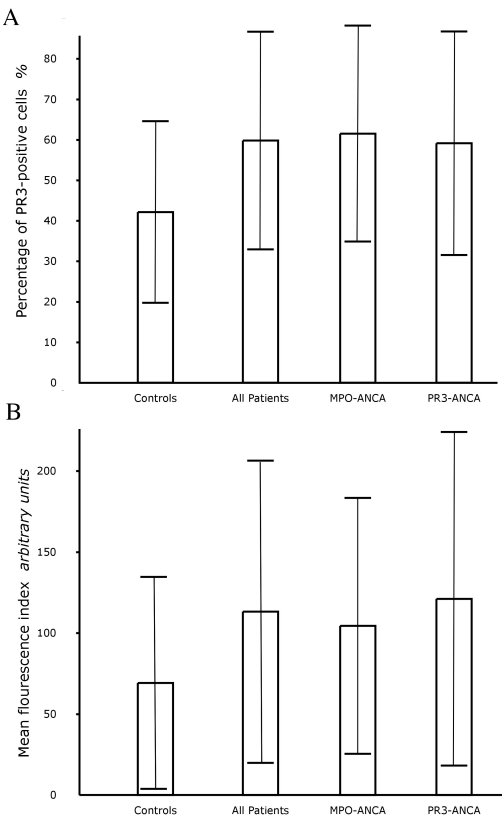 A
Percentage of PR3-positive cells %
80
70
60
50
40
30
20
10
0
Controls All Patients MPO-ANCA PR3-ANCA
B
Mean flourescence index arbitrary units
200
150
100
50
0
Controls All Patients MPO-ANCA PR3-ANCA